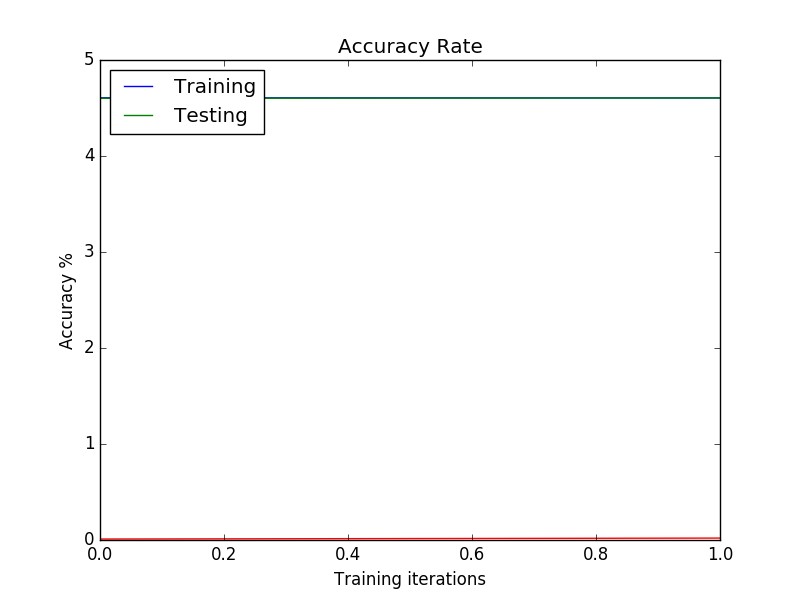 Accuracy Rate
Training
Testing
5
4
3
2
1
0
Accuracy %
0.0 0.2 0.4 0.6 0.8 1.0
Training iterations